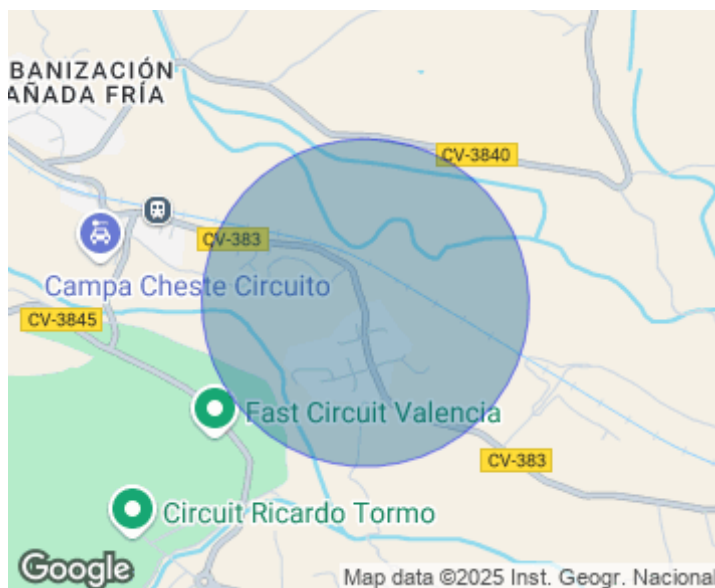 BANIZACIÓN
AÑADA FRÍA
CV-3840
CV-383
Campa Cheste Circuito
CV-3845
Fast Circuit Valencia
CV-383
Circuit Ricardo Tormo
Google
Map data ©2025 Inst. Geogr. Nacional